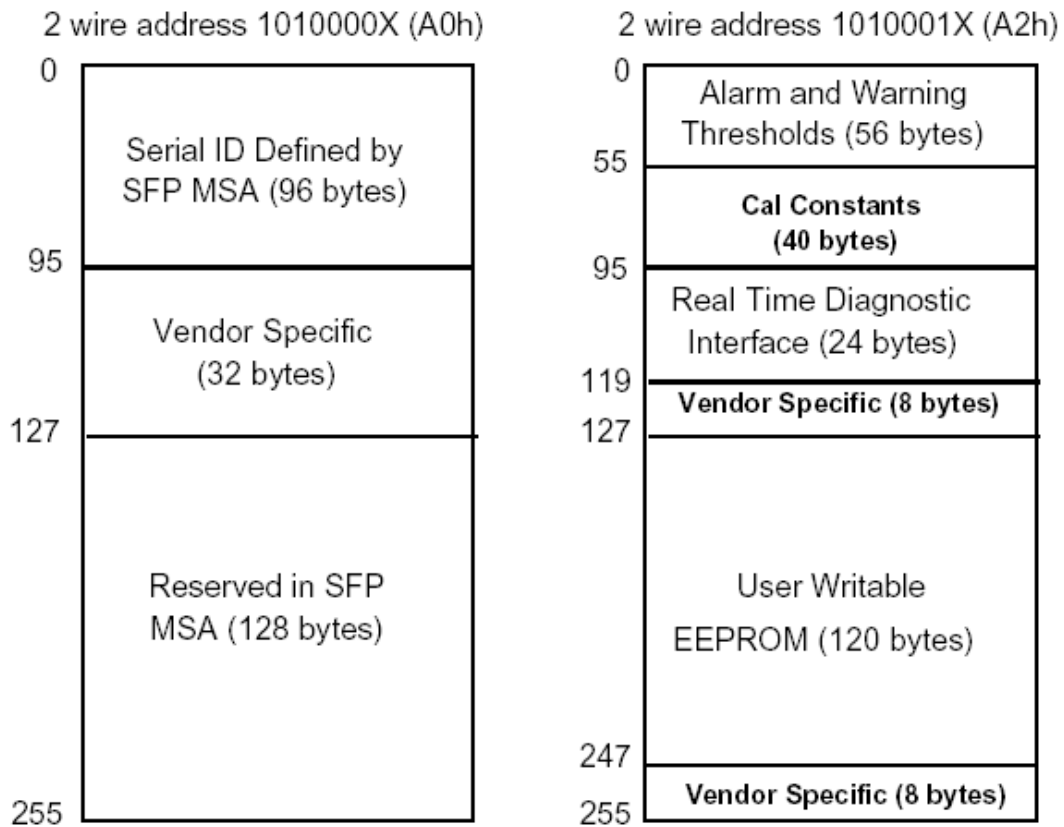 2 wire address 1010000X (A0h)
0
Serial ID Defined by
SFP MSA (96 bytes)
95
Vendor Specific
(32 bytes)
127
Reserved in SFP
MSA (128 bytes)
255
2 wire address 1010001X (A2h)
0
Alarm and Warning
Thresholds (56 bytes)
55
Cal Constants
(40 bytes)
95
Real Time Diagnostic
Interface (24 bytes)
119
Vendor Specific (8 bytes)
127
User Writable
EEPROM (120 bytes)
247
Vendor Specific (8 bytes)
255